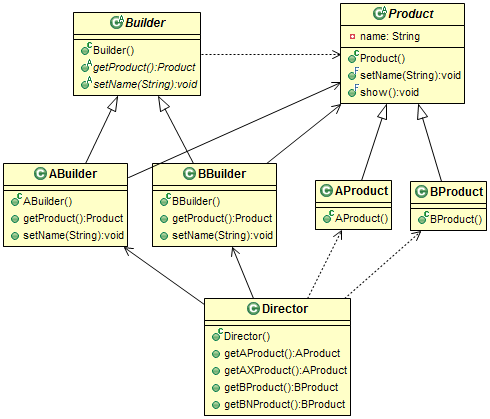 Builder
Builder()
getProduct():Product
setName(String):void
Product
name: String
Product()
setName(String):void
show():void
ABuilder
ABuilder()
getProduct():Product
setName(String):void
BBuilder
BBuilder()
getProduct():Product
setName(String):void
AProduct
AProduct()
BProduct
BProduct()
Director
Director()
getAProduct():AProduct
getAXProduct():AProduct
getBProduct():BProduct
getBNProduct():BProduct